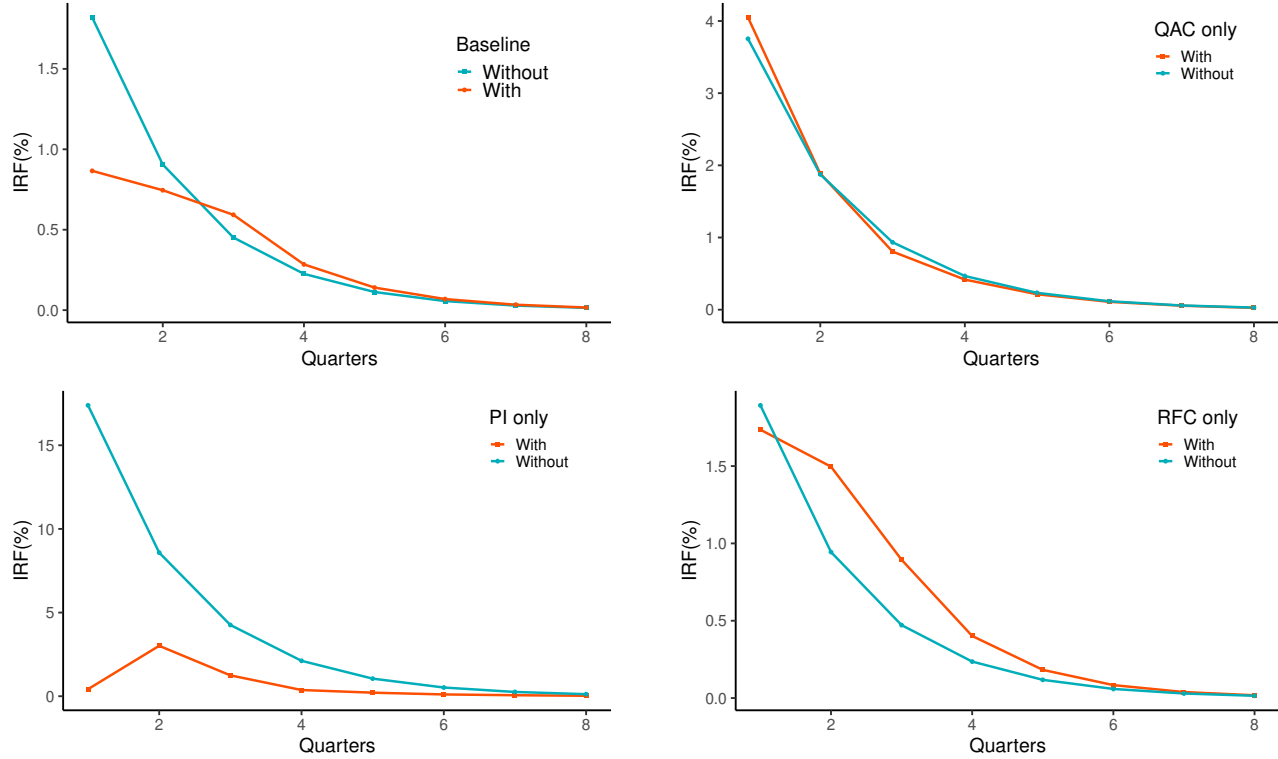 Baseline
Without
With
IRF(%)
1.5
1.0
0.5
0.0
2
4
6
8
Quarters
QAC only
With
Without
IRF(%)
4
3
2
1
0
2
4
6
8
Quarters
PI only
With
Without
IRF(%)
15
10
5
0
2
4
6
8
Quarters
RFC only
With
Without
IRF(%)
1.5
1.0
0.5
0.0
2
4
6
8
Quarters